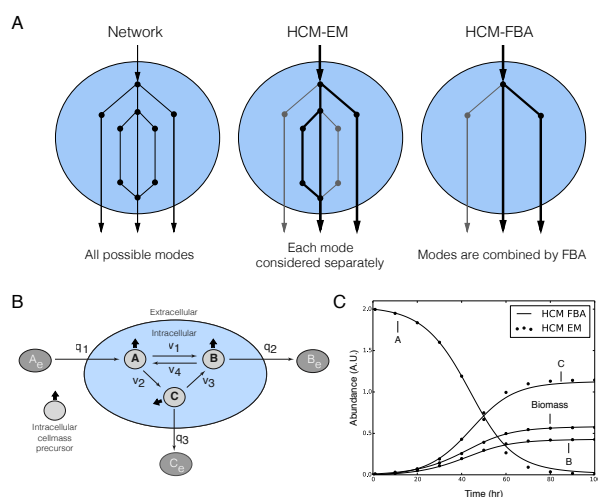 A
Network
HCM-EM
HCM-FBA
All possible modes
Each mode
considered separately
Modes are combined by FBA
B
Extracellular
Intracellular
A e
q1
A
v1
v4
B
q2
B e
v2
v3
C
q3
C e
Intracellular
cellmass
precursor
C
HCM FBA
HCM EM
A
C
Biomass
B
Abundance (A.U.)
2.0
1.5
1.0
0.5
0.0
0
20
40
60
80
100
Time (hr)